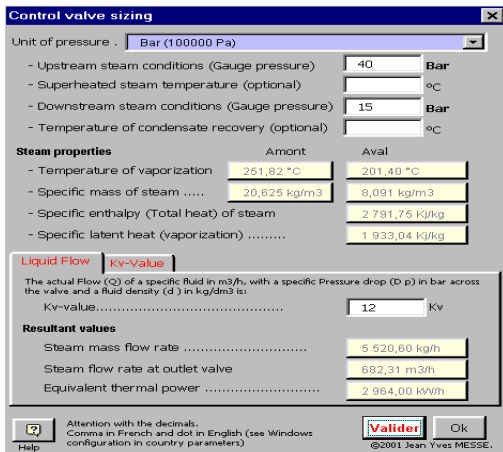 Control valve sizing
Unit of pressure . Bar (100000 Pa)
- Upstream steam conditions (Gauge pressure) 40 Bar
- Superheated steam temperature (optional) °C
- Downstream steam conditions (Gauge pressure) 15 Bar
- Temperature of condensate recovery (optional) °C
Steam properties Amont Aval
- Temperature of vaporization 251,82 °C 201,40 °C
- Specific mass of steam ..... 20,625 kg/m3 8,091 kg/m3
- Specific enthalpy (Total heat) of steam 2 791,75 Kj/kg
- Specific latent heat (vaporization) ......... 1 933,04 Kj/kg
Liquid Flow Kv-Value
The actual Flow (Q) of a specific fluid in m3/h, with a specific Pressure drop (D p) in bar across
the valve and a fluid density (d ) in kg/dm3 is:
Kv-value............................................. 12 Kv
Resultant values
Steam mass flow rate ............................ 5 520,60 kg/h
Steam flow rate at outlet valve 682,31 m3/h
Equivalent thermal power ........................ 2 964,00 kW/h
Help
Attention with the decimals.
Comma in French and dot in English (see Windows
configuration in country parameters)
Valider Ok
©2001 Jean Yves MESSE.